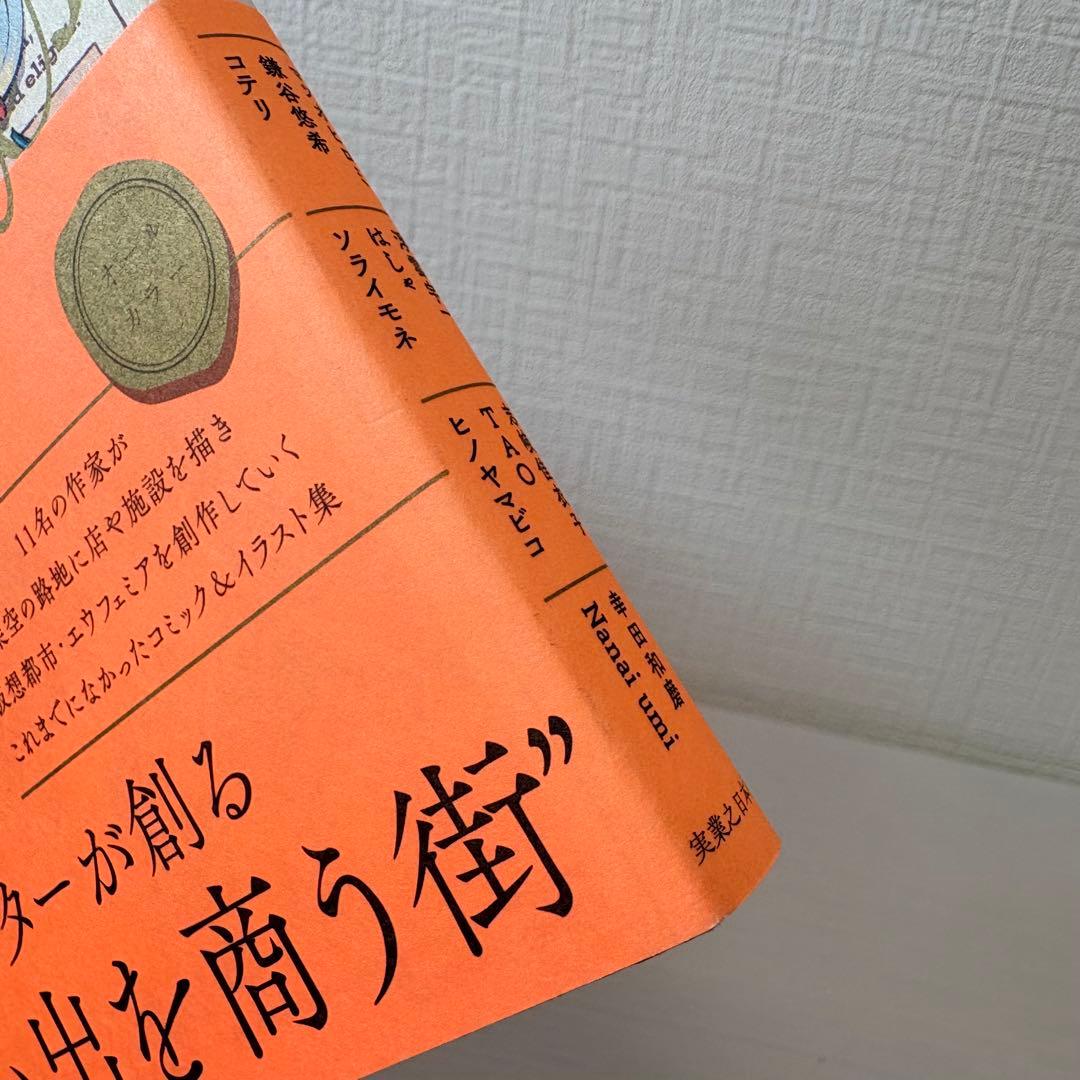 11名の作家が
空の路地に店や施設を描き
想都市・エウフェミアを創作していく
これまでになかったコミック&イラスト集
ターが創る
出を商う街”
鎌谷悠希
コテリ
はしゃ
ソライモネ
TAO
ヒノヤマビコ
幸田和磨
Nanai umi
実業之日本